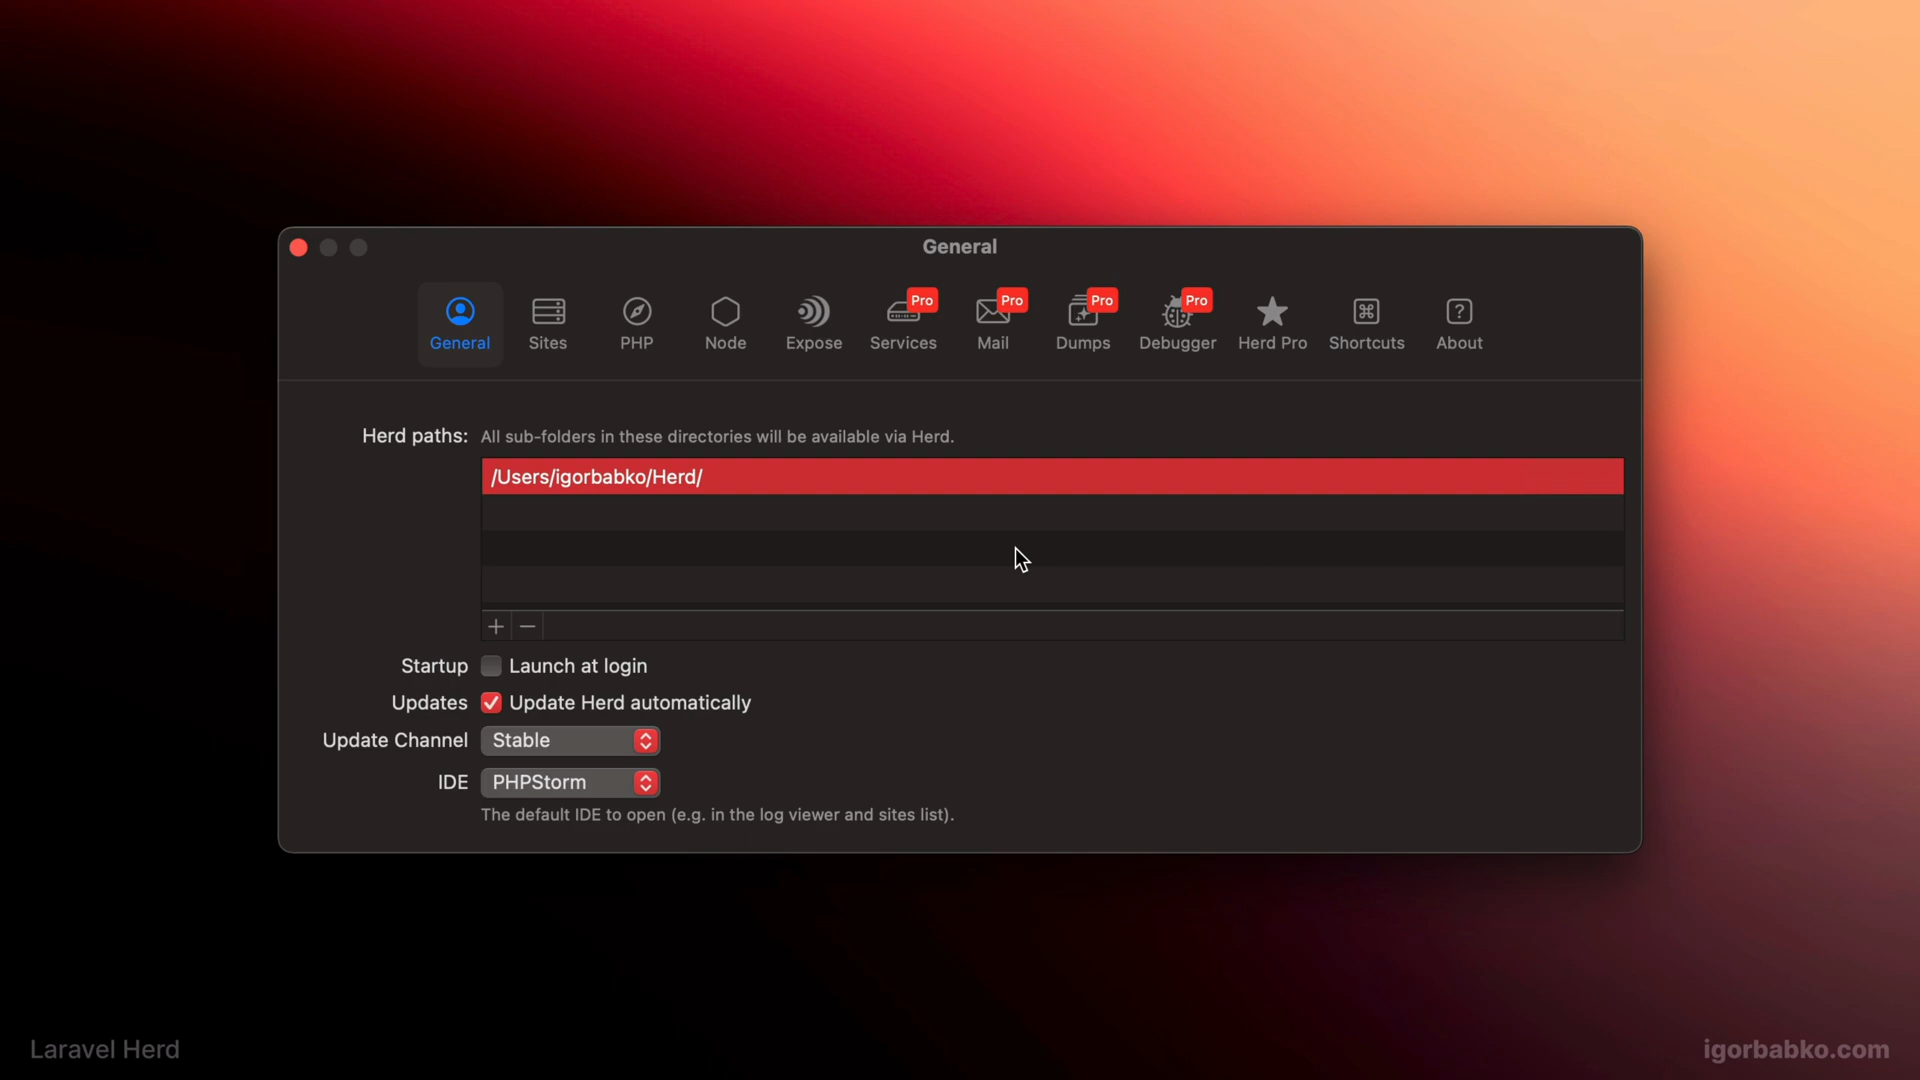 General
General
Sites
PHP
Node
Expose
Pro
Services
Pro
Mail
Pro
Dumps
Pro
Debugger
Herd Pro
Shortcuts
About
Herd paths: All sub-folders in these directories will be available via Herd.
/Users/igorbabko/Herd/
Startup Launch at login
Updates Update Herd automatically
Update Channel Stable
IDE PHPStorm
The default IDE to open (e.g. in the log viewer and sites list).
Laravel Herd
igorbabko.com